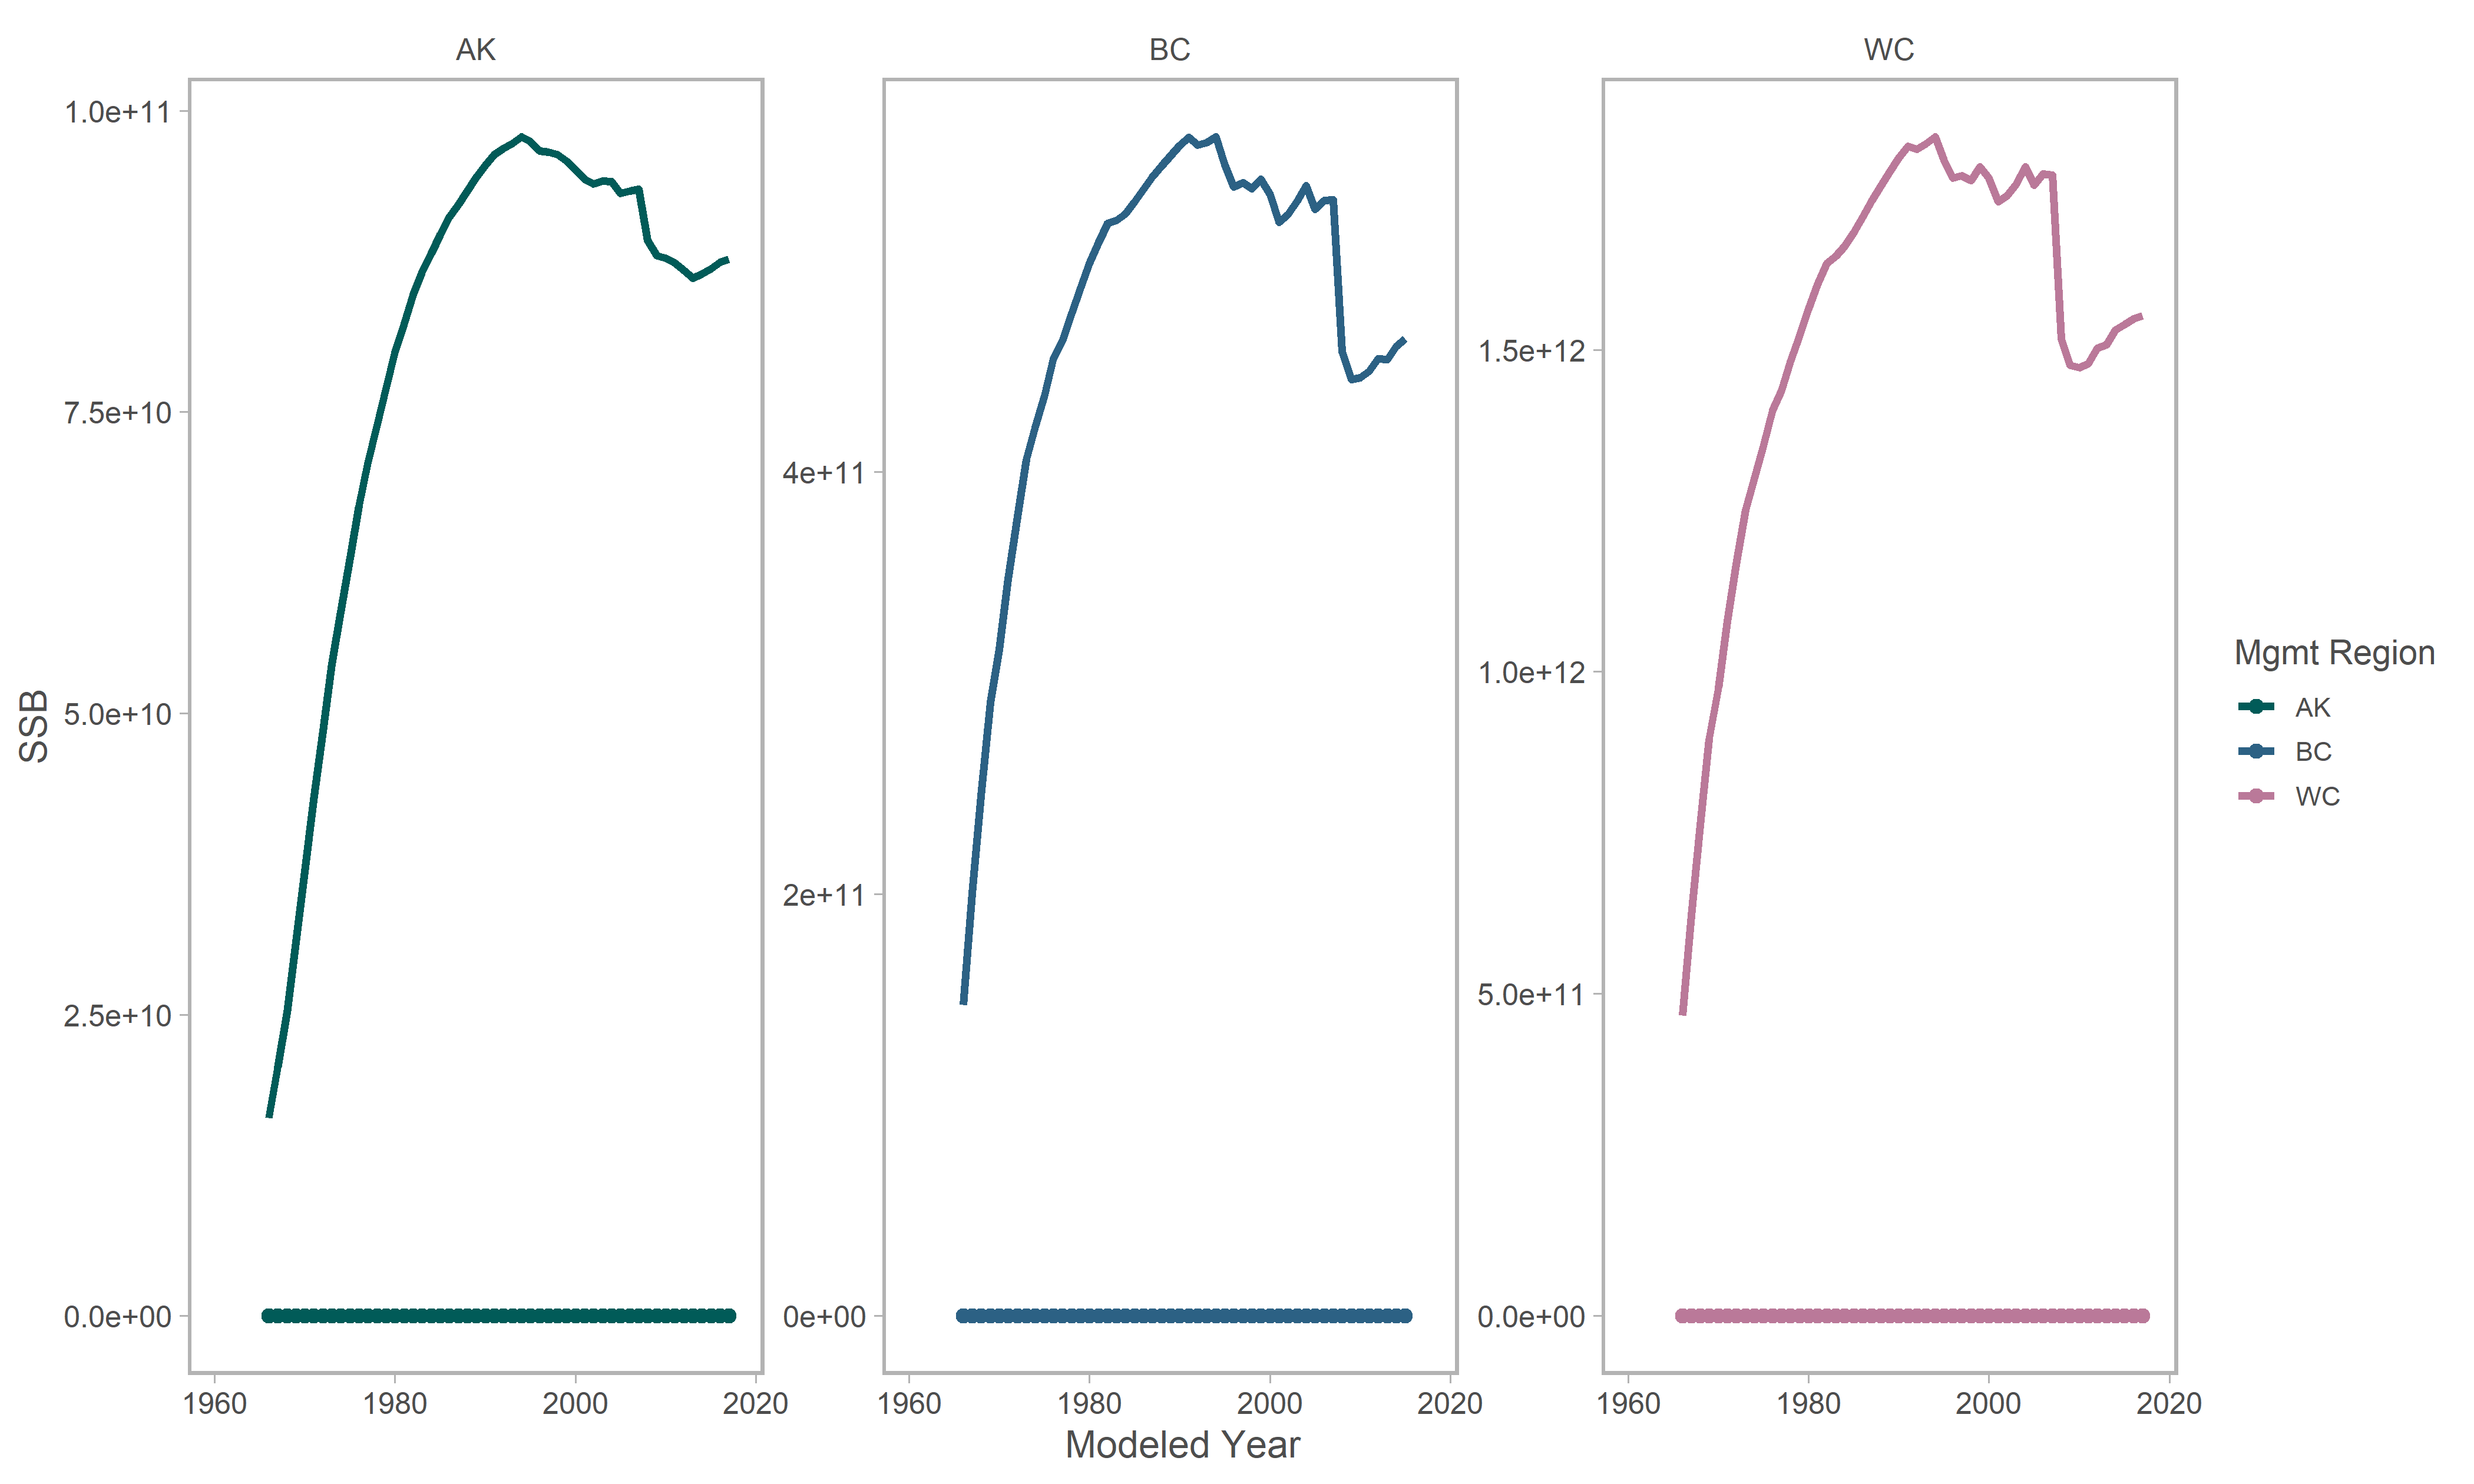 AK
BC
WC
1.0e+11
7.5e+10
5.0e+10
2.5e+10
0.0e+00
4e+11
2e+11
0e+00
1.5e+12
1.0e+12
5.0e+11
0.0e+00
1960 1980 2000 2020
1960 1980 2000 2020
1960 1980 2000 2020
SSB
Modeled Year
Mgmt Region
AK
BC
WC